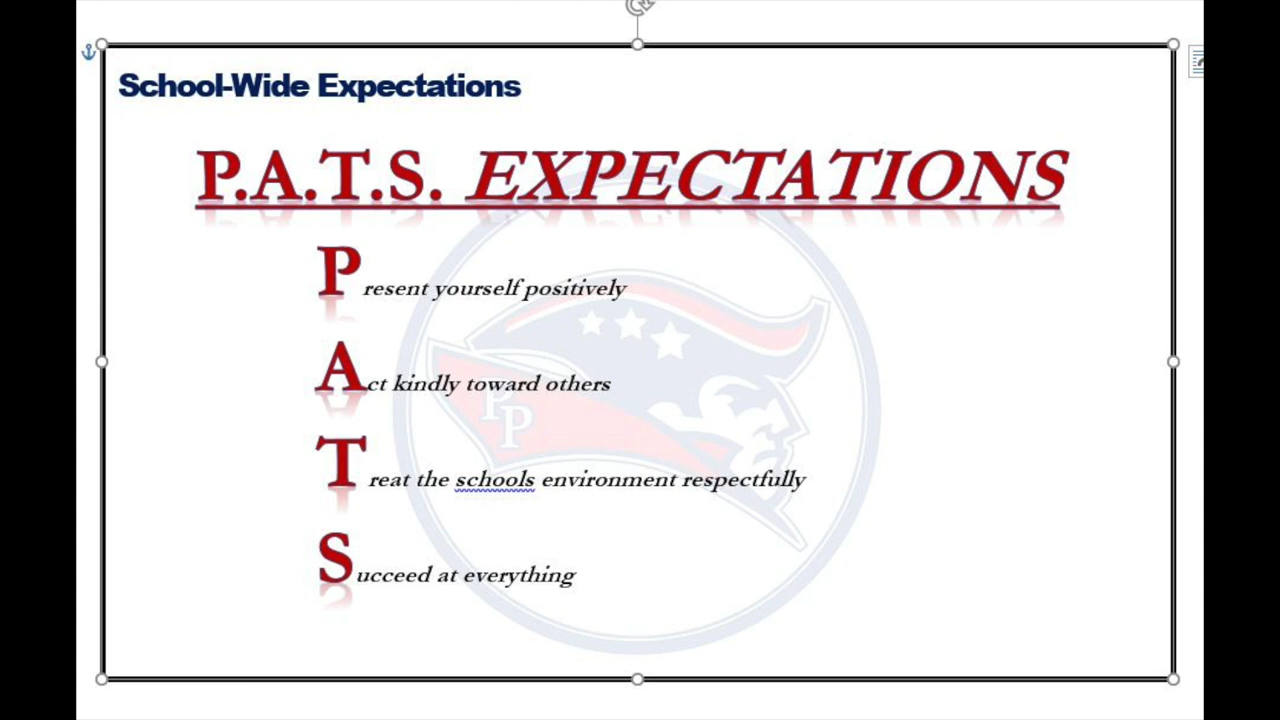 School-Wide Expectations
P.A.T.S. EXPECTATIONS
Present yourself positively
Act kindly toward others
PP
Treat the schools environment respectfully
Succeed at everything